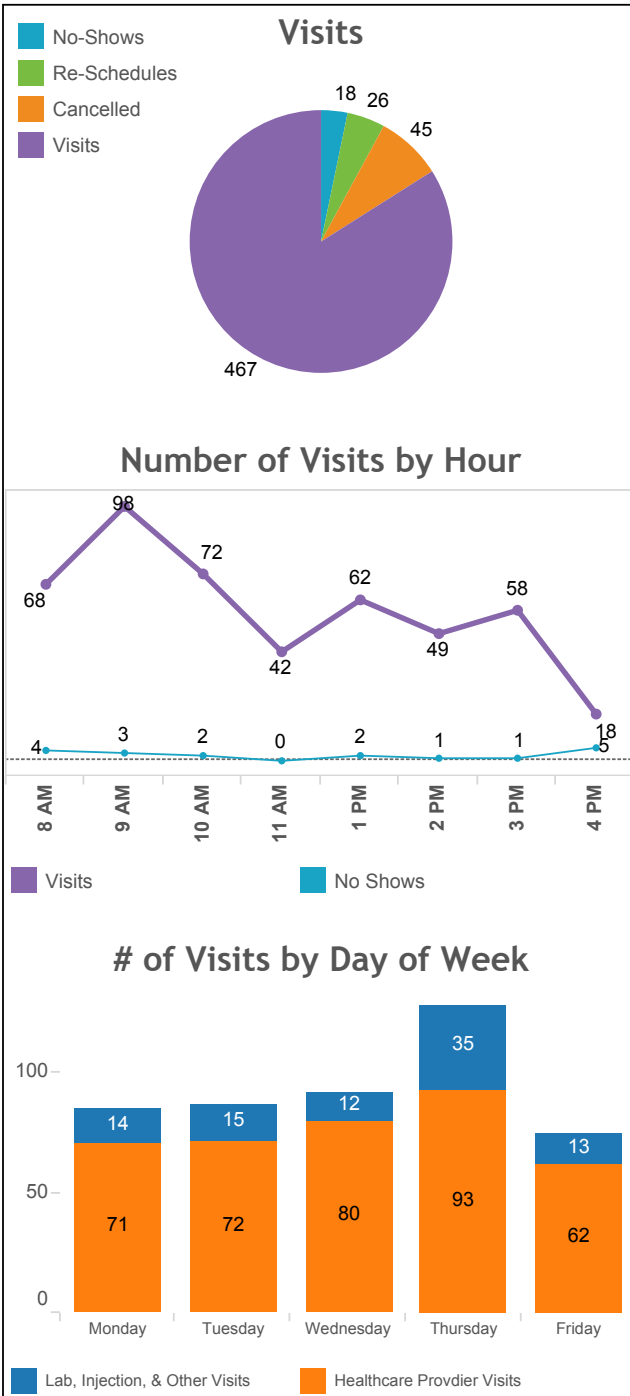 Visits
No-Shows
Re-Schedules
Cancelled
Visits
18
26
45
467
Number of Visits by Hour
68
98
72
42
62
49
58
18
4
3
2
0
2
1
1
5
8 AM
9 AM
10 AM
11 AM
1 PM
2 PM
3 PM
4 PM
Visits
No Shows
# of Visits by Day of Week
100
50
0
14
15
12
35
13
71
72
80
93
62
Monday
Tuesday
Wednesday
Thursday
Friday
Lab, Injection, & Other Visits
Healthcare Provdier Visits